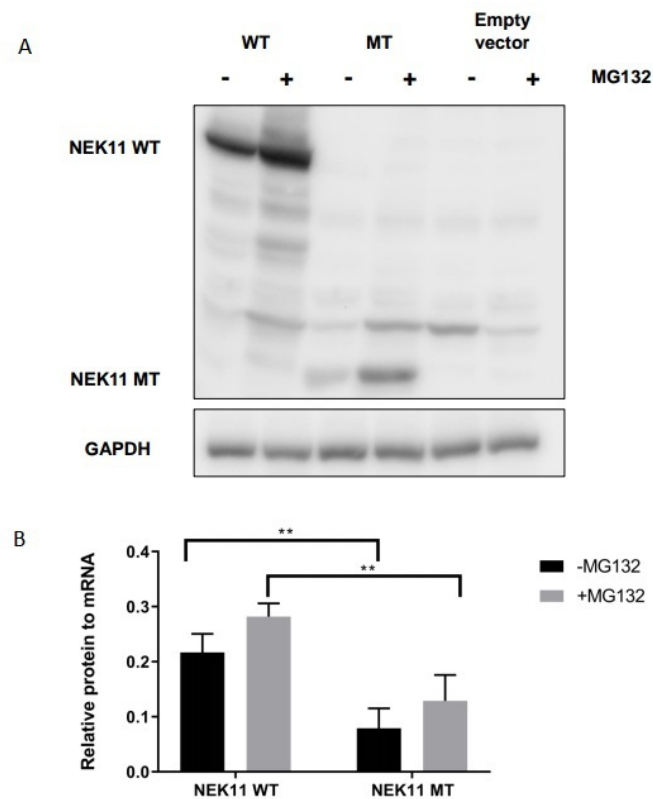 A
WT MT Empty vector
- + - + - + MG132
NEK11 WT
NEK11 MT
GAPDH
B
**
**
0.4
0.3
0.2
0.1
0.0
Relative protein to mRNA
-MG132
+MG132
NEK11 WT NEK11 MT